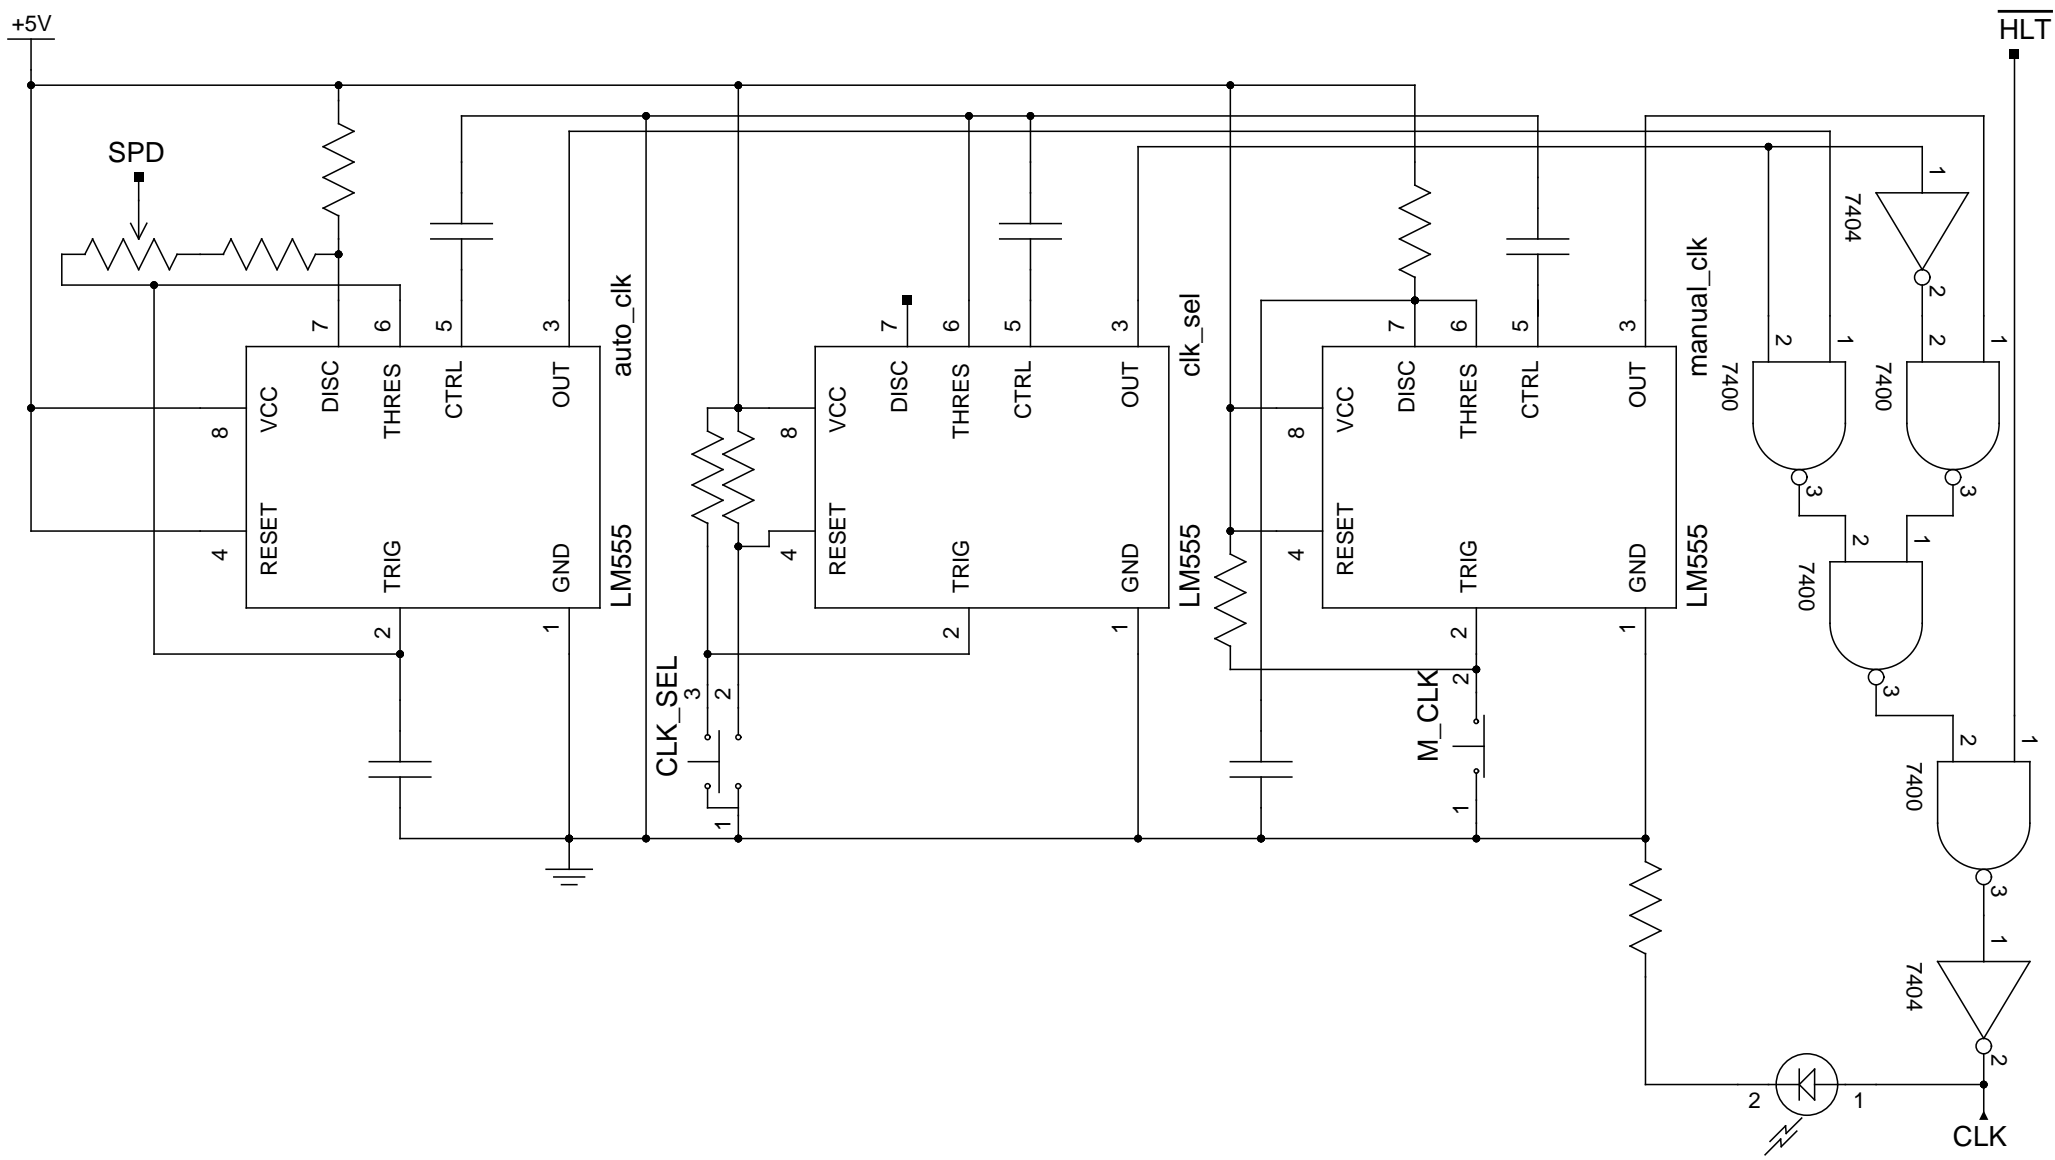 +5V
HLT
SPD
1
7404
2
auto_clk
7
6
5
3
clk_sel
7
6
5
3
manual_clk
7
6
5
3
2
1
2
1
DISC
THRES
CTRL
OUT
DISC
THRES
CTRL
OUT
DISC
THRES
CTRL
OUT
7400
7400
VCC
8
VCC
8
VCC
8
3
3
RESET
4
TRIG
GND
LM555
RESET
4
TRIG
GND
LM555
RESET
4
TRIG
GND
LM555
2
1
7400
2
1
2
1
2
1
CLK_SEL
3
2
M_CLK
2
3
2
1
7400
1
1
3
1
7404
2
2
1
CLK